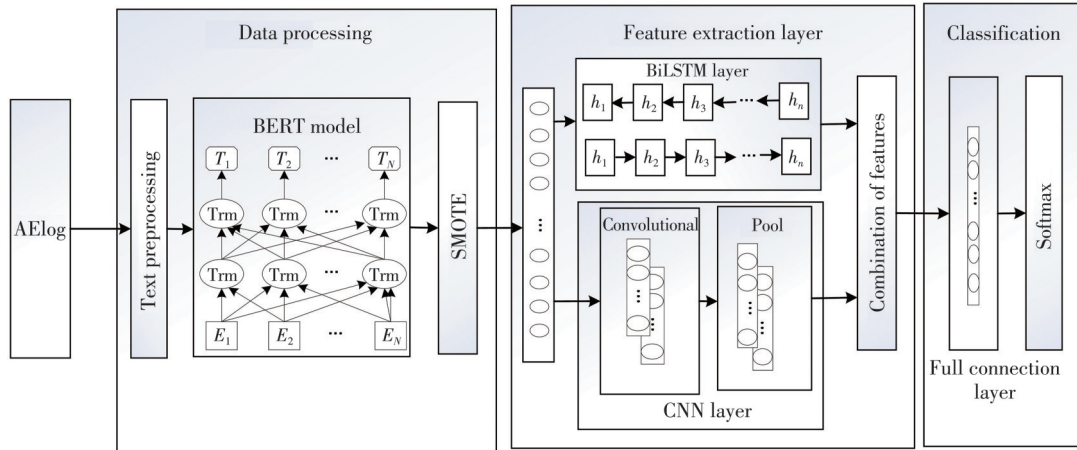 Data processing
Feature extraction layer
Classification
AElog
Text preprocessing
BERT model
T1 T2 ... TN
Trm Trm ... Trm
Trm Trm ... Trm
E1 E2 ... EN
SMOTE
...
BiLSTM layer
h1 h2 h3 ... hn
h1 h2 h3 ... hn
Convolutional
...
...
Pool
...
...
CNN layer
Combination of features
...
Full connection
layer
Softmax